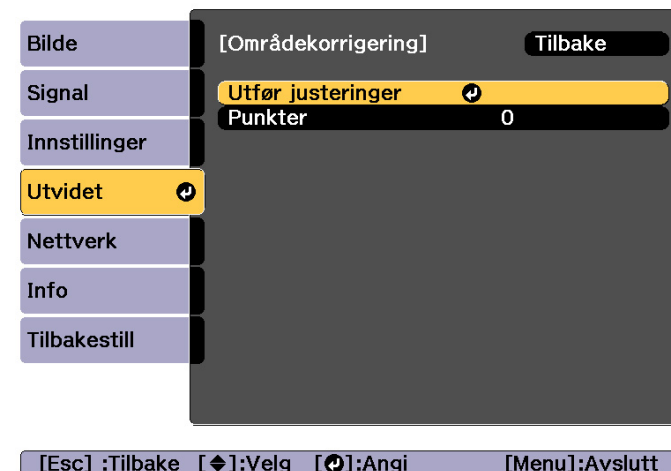 Bilde
Signal
Innstillinger
Utvidet
Nettverk
Info
Tilbakestill
[Områdekorrigering] Tilbake
Utfør justeringer
Punkter 0
[Esc] :Tilbake [◆]:Velg [↵]:Angi [Menu]:Avslutt